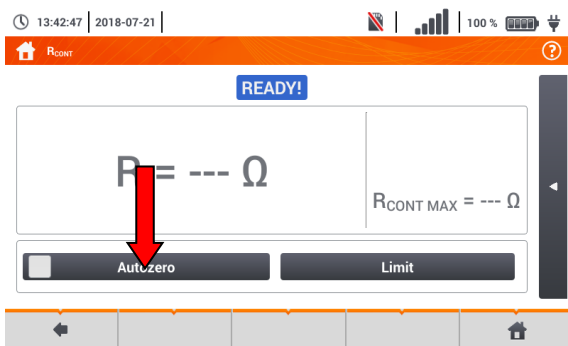 13:42:47 2018-07-21 100 %
RCONT ?
READY!
R = --- Ω
RCONT MAX = --- Ω
Autozero Limit